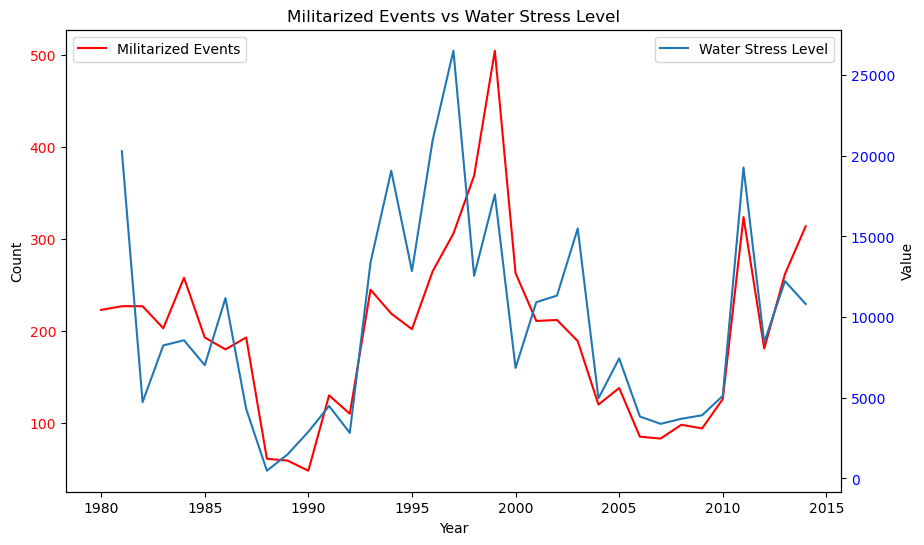 Militarized Events vs Water Stress Level
Militarized Events
Water Stress Level
500
400
300
200
100
Count
25000
20000
15000
10000
5000
0
Value
1980 1985 1990 1995 2000 2005 2010 2015
Year